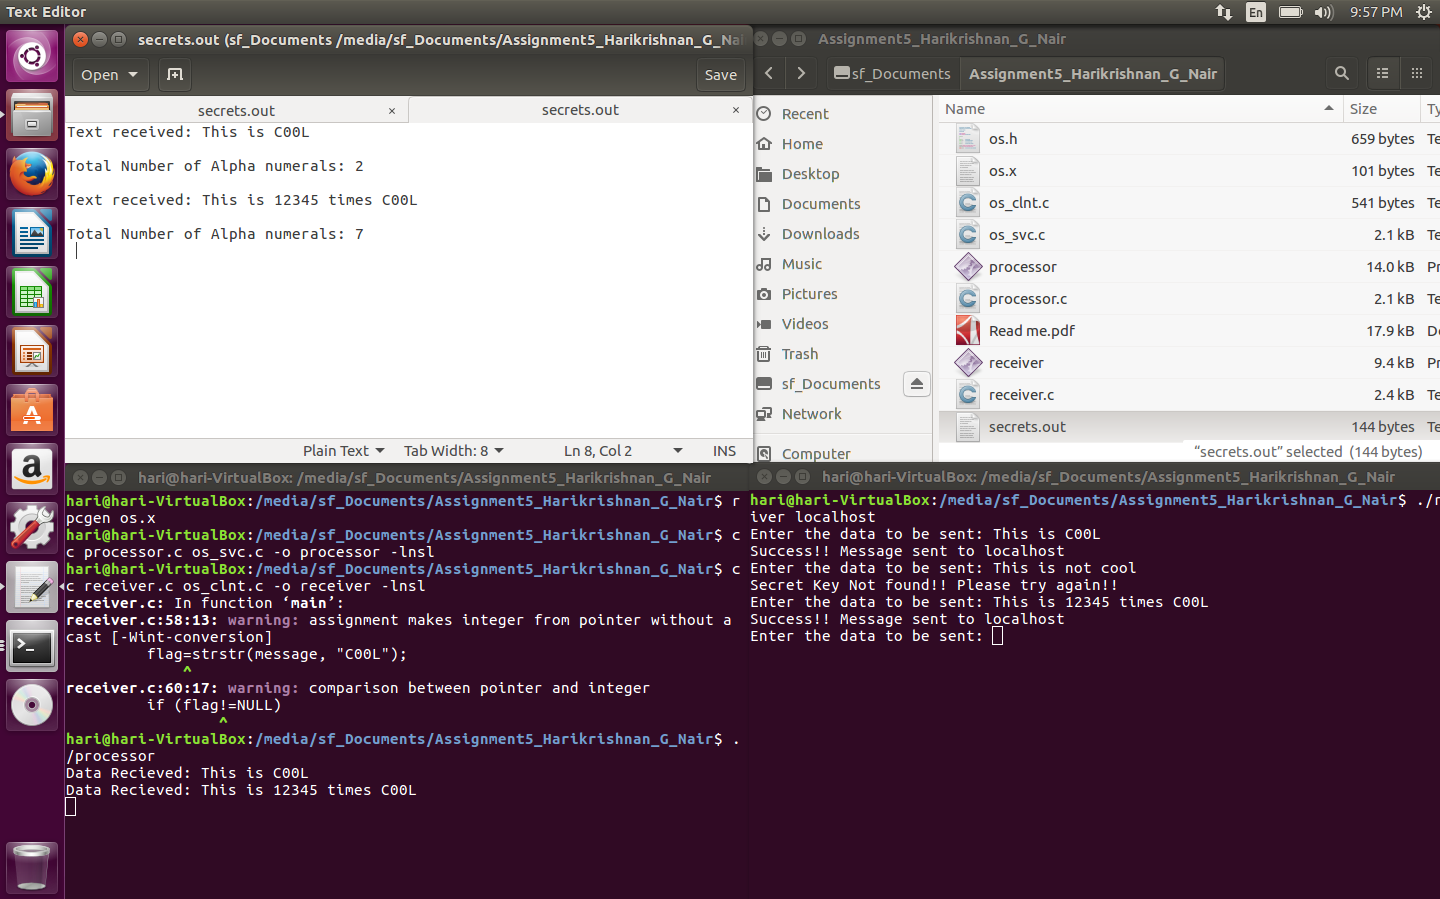 Text Editor
En
9:57 PM
secrets.out (sf_Documents /media/sf_Documents/Assignment5_Harikrishnan_G_Nai
Open
Save
secrets.out
secrets.out
Text received: This is C00L
Total Number of Alpha numerals: 2
Text received: This is 12345 times C00L
Total Number of Alpha numerals: 7
Plain Text
Tab Width: 8
Ln 8, Col 2
INS
Assignment5_Harikrishnan_G_Nair
sf_Documents
Assignment5_Harikrishnan_G_Nair
Recent
Home
Desktop
Documents
Downloads
Music
Pictures
Videos
Trash
sf_Documents
Network
Computer
Name Size Ty
os.h 659 bytes Te
os.x 101 bytes Te
os_clnt.c 541 bytes Te
os_svc.c 2.1 kB Te
processor 14.0 kB Pr
processor.c 2.1 kB Te
Read me.pdf 17.9 kB Do
receiver 9.4 kB Pr
receiver.c 2.4 kB Te
secrets.out 144 bytes Te
“secrets.out” selected (144 bytes)
hari@hari-VirtualBox: /media/sf_Documents/Assignment5_Harikrishnan_G_Nair
hari@hari-VirtualBox:/media/sf_Documents/Assignment5_Harikrishnan_G_Nair$ r
pcgen os.x
hari@hari-VirtualBox:/media/sf_Documents/Assignment5_Harikrishnan_G_Nair$ c
c processor.c os_svc.c -o processor -lnsl
hari@hari-VirtualBox:/media/sf_Documents/Assignment5_Harikrishnan_G_Nair$ c
c receiver.c os_clnt.c -o receiver -lnsl
receiver.c: In function ‘main’:
receiver.c:58:13: warning: assignment makes integer from pointer without a
cast [-Wint-conversion]
flag=strstr(message, "C00L");
^
receiver.c:60:17: warning: comparison between pointer and integer
if (flag!=NULL)
^
hari@hari-VirtualBox:/media/sf_Documents/Assignment5_Harikrishnan_G_Nair$ .
/processor
Data Recieved: This is C00L
Data Recieved: This is 12345 times C00L
hari@hari-VirtualBox: /media/sf_Documents/Assignment5_Harikrishnan_G_Nair
hari@hari-VirtualBox:/media/sf_Documents/Assignment5_Harikrishnan_G_Nair$ ./r
iver localhost
Enter the data to be sent: This is C00L
Success!! Message sent to localhost
Enter the data to be sent: This is not cool
Secret Key Not found!! Please try again!!
Enter the data to be sent: This is 12345 times C00L
Success!! Message sent to localhost
Enter the data to be sent: